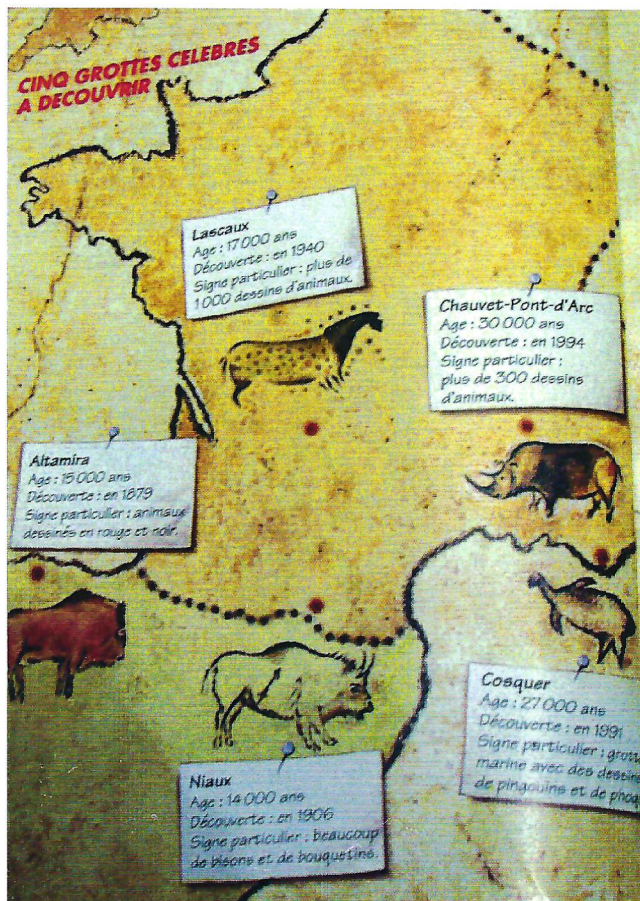 CINQ GROTTES CELEBRES
A DECOUVRIR
Lascaux
Age : 17 000 ans
Découverte : en 1940
Signe particulier : plus de
1 000 dessins d'animaux.
Chauvet-Pont-d'Arc
Age : 30 000 ans
Découverte : en 1994
Signe particulier :
plus de 300 dessins
d'animaux.
Altamira
Age : 15 000 ans
Découverte : en 1879
Signe particulier : animaux
dessinés en rouge et noir.
Cosquer
Age : 27 000 ans
Découverte : en 1991
Signe particulier :
marine avec des
de pingouins et de
Niaux
Age : 14 000 ans
Découverte : en 1906
Signe particulier : beaucoup
de bisons et de bouquetins.